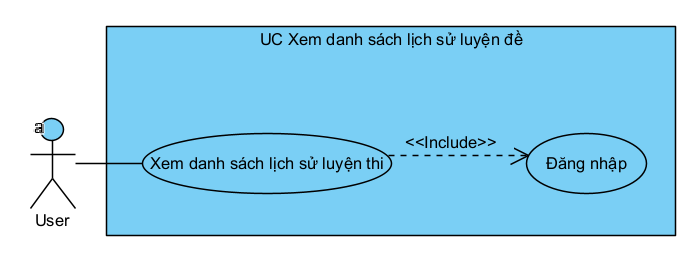 UC Xem danh sách lịch sử luyện đề
<<Include>>
a
Xem danh sách lịch sử luyện thi
Đăng nhập
User